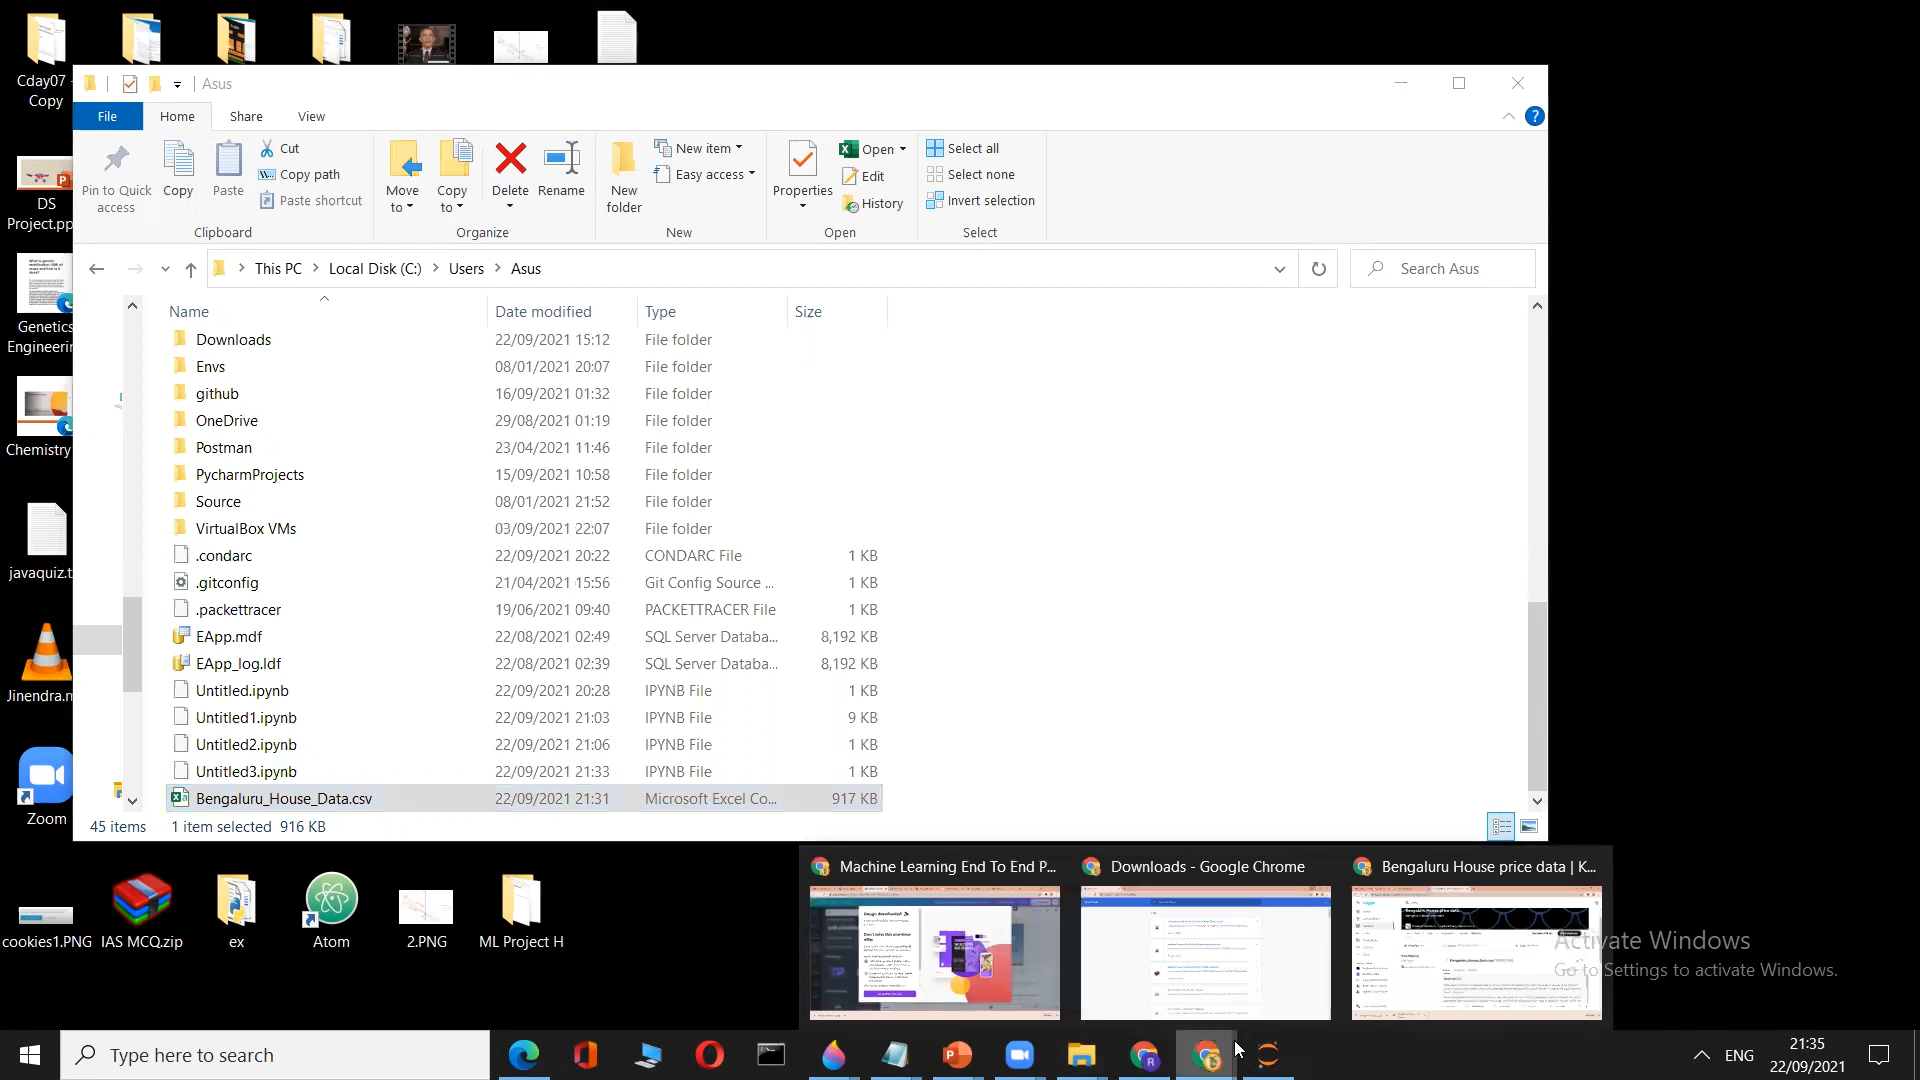 Cday07 -
Copy
Asus
File
Home
Share
View
Pin to Quick
access
Copy
Paste
Cut
Copy path
Paste shortcut
Clipboard
Move
to
Copy
to
Delete
Rename
Organize
New
folder
New item
Easy access
New
Properties
Open
Edit
History
Open
Select all
Select none
Invert selection
Select
DS
Project.pp
This PC
Local Disk (C:)
Users
Asus
Search Asus
Name
Date modified
Type
Size
Genetics
Engineerin
Chemistry
javaquiz.t
Jinendra.m
Zoom
Downloads 22/09/2021 15:12 File folder
Envs 08/01/2021 20:07 File folder
github 16/09/2021 01:32 File folder
OneDrive 29/08/2021 01:19 File folder
Postman 23/04/2021 11:46 File folder
PycharmProjects 15/09/2021 10:58 File folder
Source 08/01/2021 21:52 File folder
VirtualBox VMs 03/09/2021 22:07 File folder
.condarc 22/09/2021 20:22 CONDARC File 1 KB
.gitconfig 21/04/2021 15:56 Git Config Source ... 1 KB
.packettracer 19/06/2021 09:40 PACKETTRACER File 1 KB
EApp.mdf 22/08/2021 02:49 SQL Server Databa... 8,192 KB
EApp_log.ldf 22/08/2021 02:39 SQL Server Databa... 8,192 KB
Untitled.ipynb 22/09/2021 20:28 IPYNB File 1 KB
Untitled1.ipynb 22/09/2021 21:03 IPYNB File 9 KB
Untitled2.ipynb 22/09/2021 21:06 IPYNB File 1 KB
Untitled3.ipynb 22/09/2021 21:33 IPYNB File 1 KB
Bengaluru_House_Data.csv 22/09/2021 21:31 Microsoft Excel Co... 917 KB
45 items 1 item selected 916 KB
Machine Learning End To End P...
Downloads - Google Chrome
Bengaluru House price data | K...
Design downloaded!
cookies1.PNG
IAS MCQ.zip
ex
Atom
2.PNG
ML Project H
Activate Windows
Go to Settings to activate Windows.
Type here to search
ENG
21:35
22/09/2021